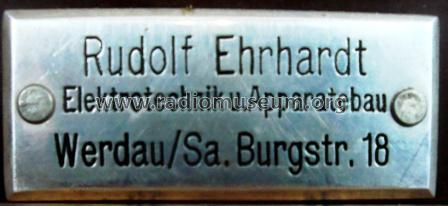 Rudolf Ehrhardt
Elektrotechnik u. Apparatebau
www.radiomuseum.org
Werdau/Sa. Burgstr. 18